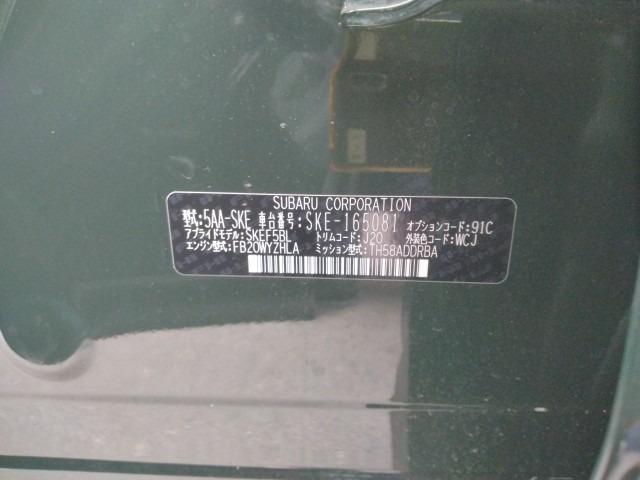 SUBARU CORPORATION
型式:5AA-SKE 車台番号:SKE-165081 オプションコード:91C
アプライドモデル:SKEF5BL トリムコード:J20 外装色コード:WCJ
エンジン型式:FB20WYZHLA ミッション型式:TH58ADDRBA